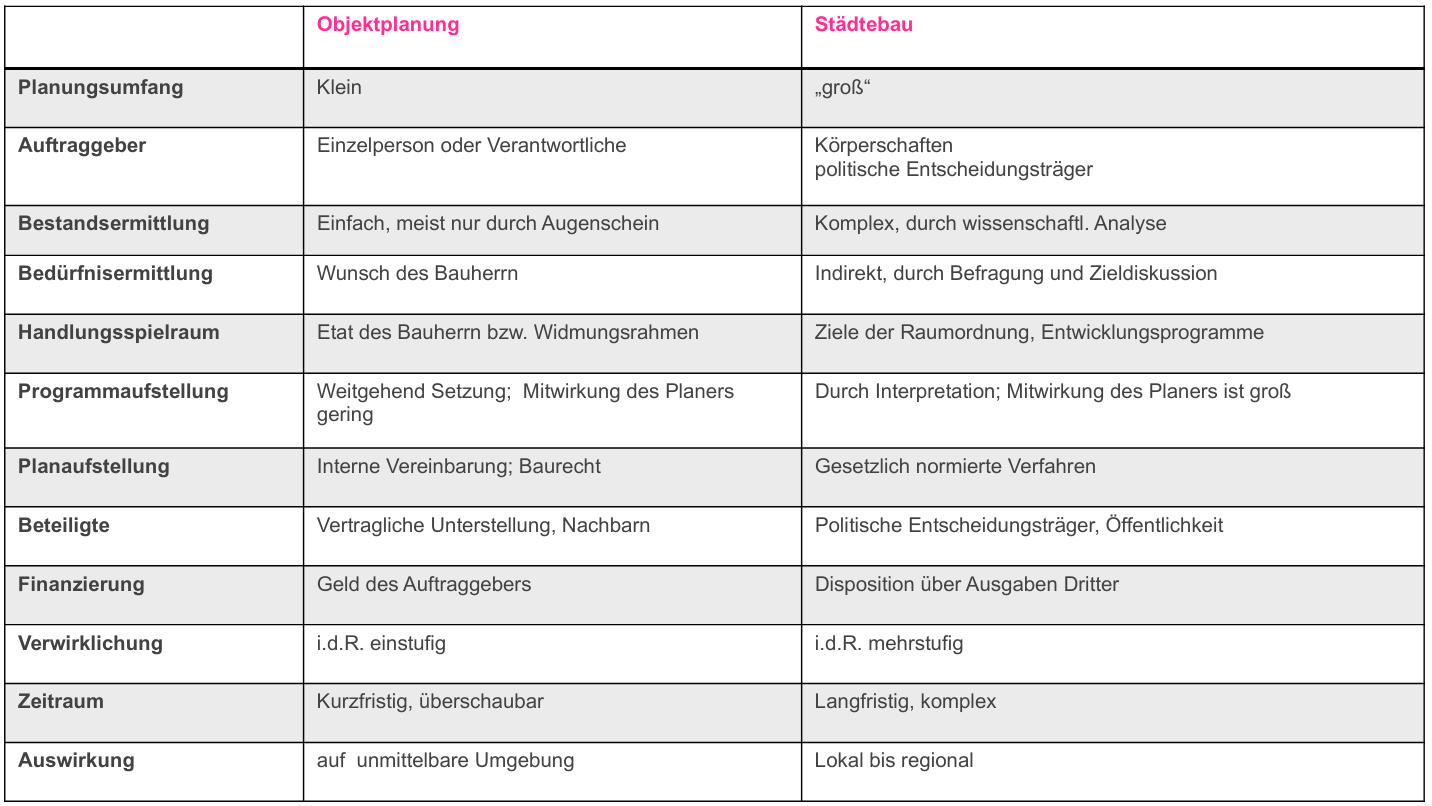 Objektplanung Städtebau
Planungsumfang Klein „groß“
Auftraggeber Einzelperson oder Verantwortliche Körperschaften
politische Entscheidungsträger
Bestandsermittlung Einfach, meist nur durch Augenschein Komplex, durch wissenschaftl. Analyse
Bedürfnisermittlung Wunsch des Bauherrn Indirekt, durch Befragung und Zieldiskussion
Handlungsspielraum Etat des Bauherrn bzw. Widmungsrahmen Ziele der Raumordnung, Entwicklungsprogramme
Programmaufstellung Weitgehend Setzung;  Mitwirkung des Planers Durch Interpretation; Mitwirkung des Planers ist groß
gering
Planaufstellung Interne Vereinbarung; Baurecht Gesetzlich normierte Verfahren
Beteiligte Vertragliche Unterstellung, Nachbarn Politische Entscheidungsträger, Öffentlichkeit
Finanzierung Geld des Auftraggebers Disposition über Ausgaben Dritter
Verwirklichung i.d.R. einstufig i.d.R. mehrstufig
Zeitraum Kurzfristig, überschaubar Langfristig, komplex
Auswirkung auf  unmittelbare Umgebung Lokal bis regional